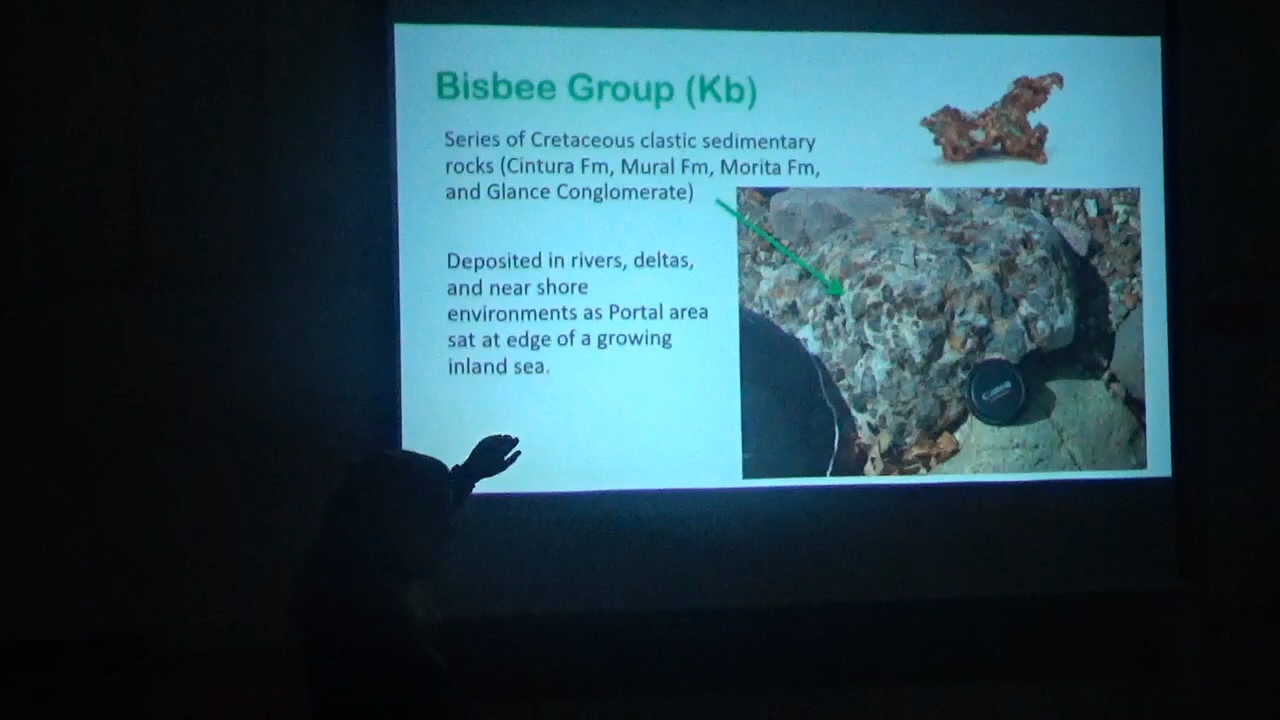 Bisbee Group (Kb)
Series of Cretaceous clastic sedimentary
rocks (Cintura Fm, Mural Fm, Morita Fm,
and Glance Conglomerate)
Deposited in rivers, deltas,
and near shore
environments as Portal area
sat at edge of a growing
inland sea.
Canon